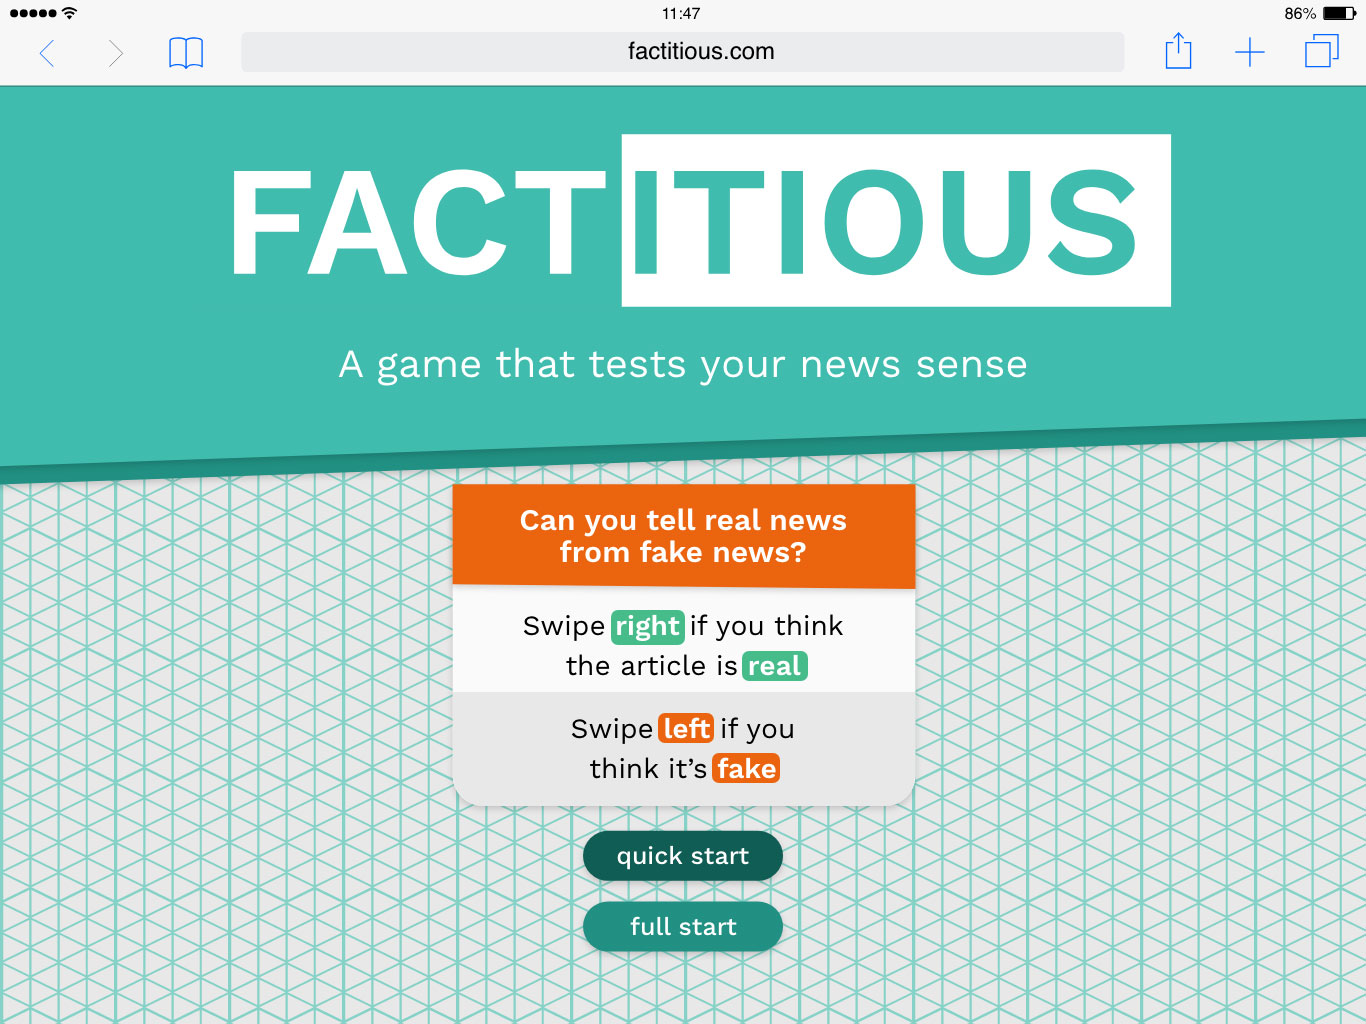 11:47
86%
factitious.com
FACTITIOUS
A game that tests your news sense
Can you tell real news
from fake news?
Swipe right if you think
the article is real
Swipe left if you
think it’s fake
quick start
full start